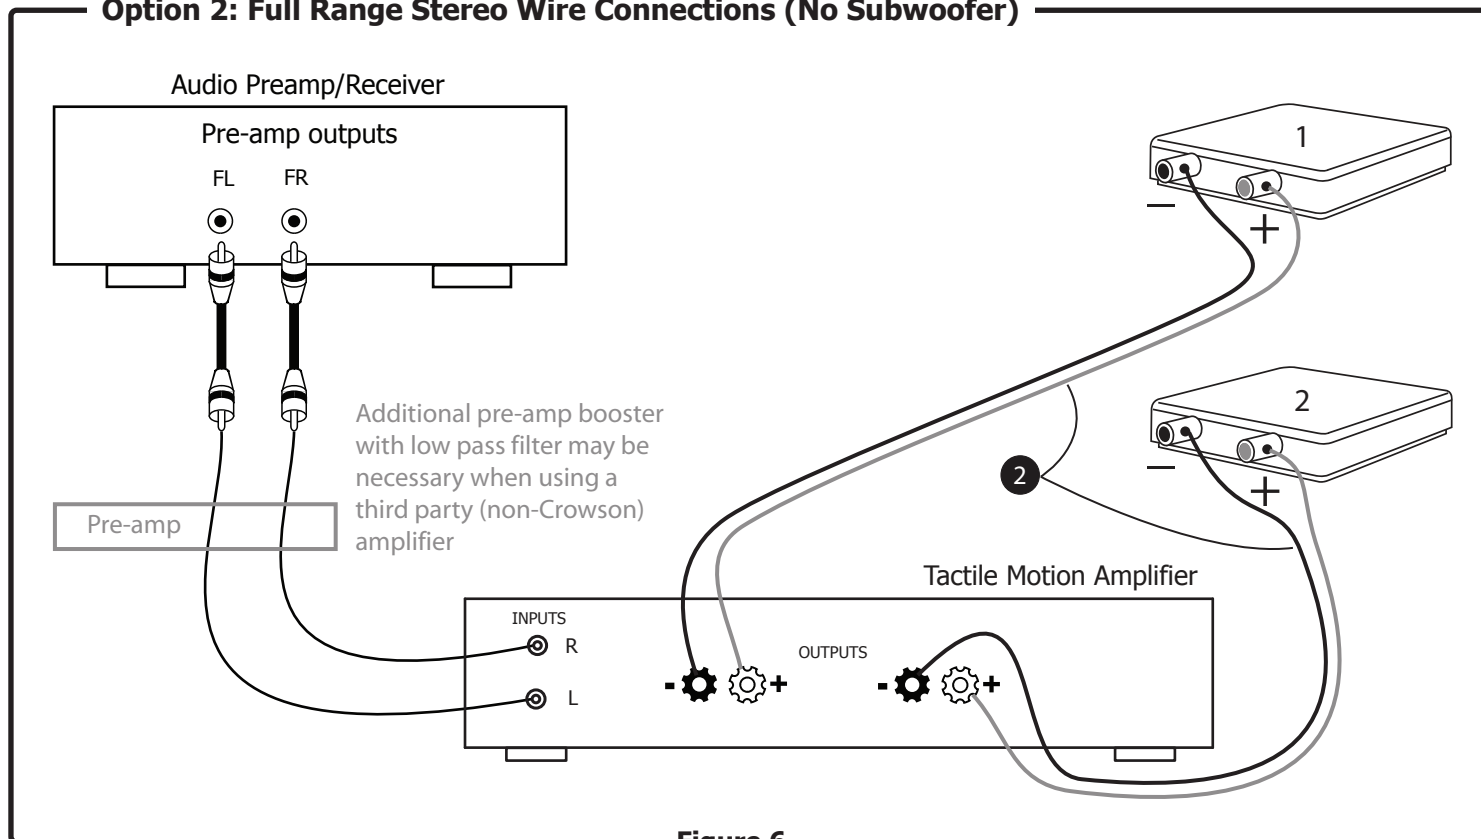 Option 2: Full Range Stereo Wire Connections (No Subwoofer)
Audio Preamp/Receiver
Pre-amp outputs
FL FR
1
− +
2
− +
Additional pre-amp booster
with low pass filter may be
necessary when using a
third party (non-Crowson)
amplifier
Pre-amp
2
Tactile Motion Amplifier
INPUTS
R
L
OUTPUTS
- +
- +
Figure 6